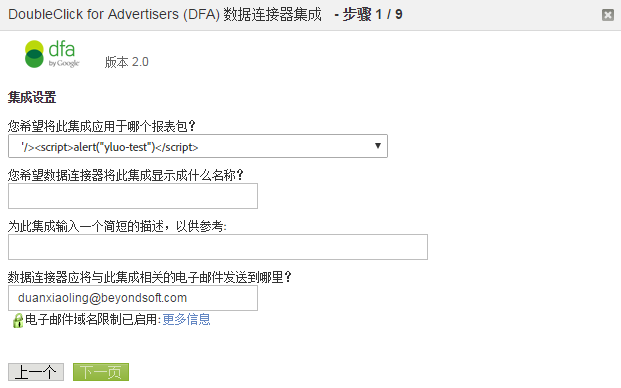 DoubleClick for Advertisers (DFA) 数据连接器集成 - 步骤 1 / 9
dfa
by Google
版本 2.0
集成设置
您希望将此集成应用于哪个报表包?
'/><script>alert("yluo-test")</script>
您希望数据连接器将此集成显示成什么名称?
为此集成输入一个简短的描述，以供参考:
数据连接器应将与此集成相关的电子邮件发送到哪里?
duanxiaoling@beyondsoft.com
电子邮件域名限制已启用: 更多信息
上一个 下一页